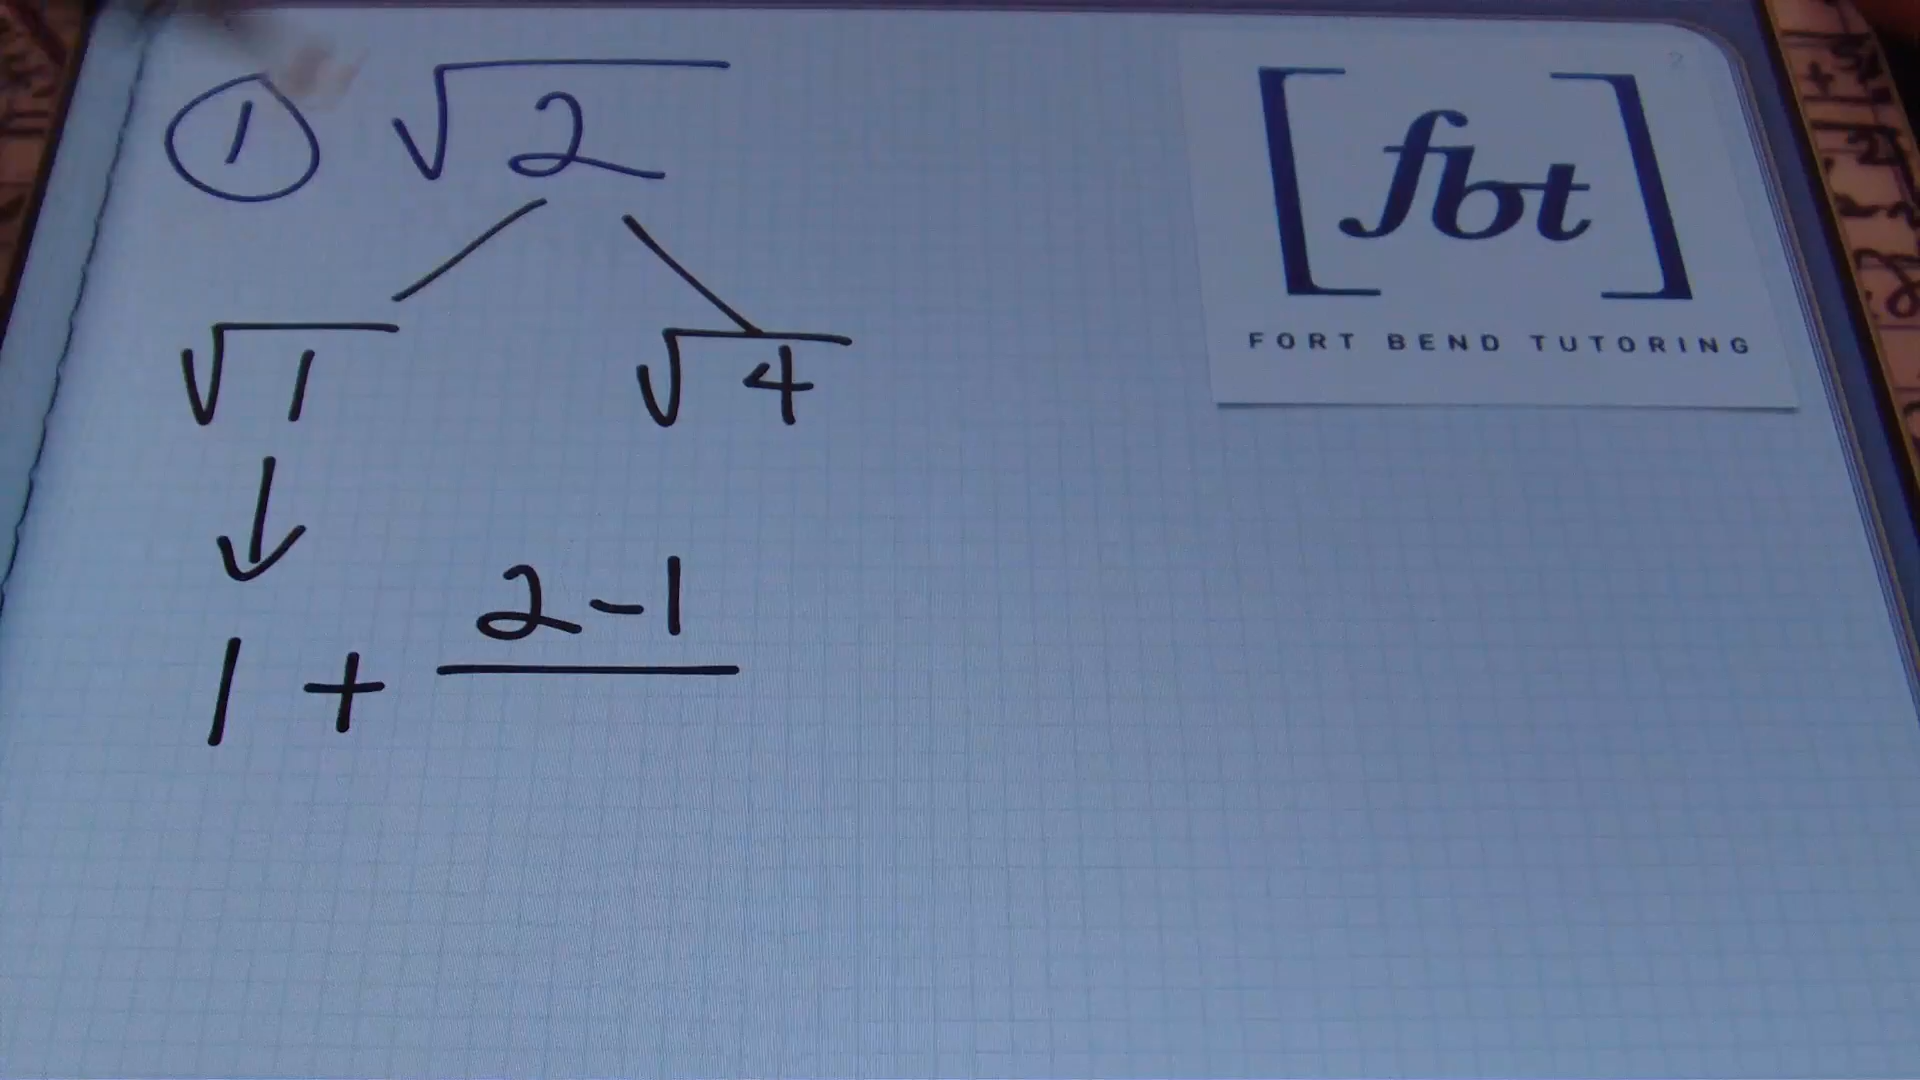 ① √2
[fbt]
FORT BEND TUTORING
√1 √4
↓
2 - 1
1 + ―